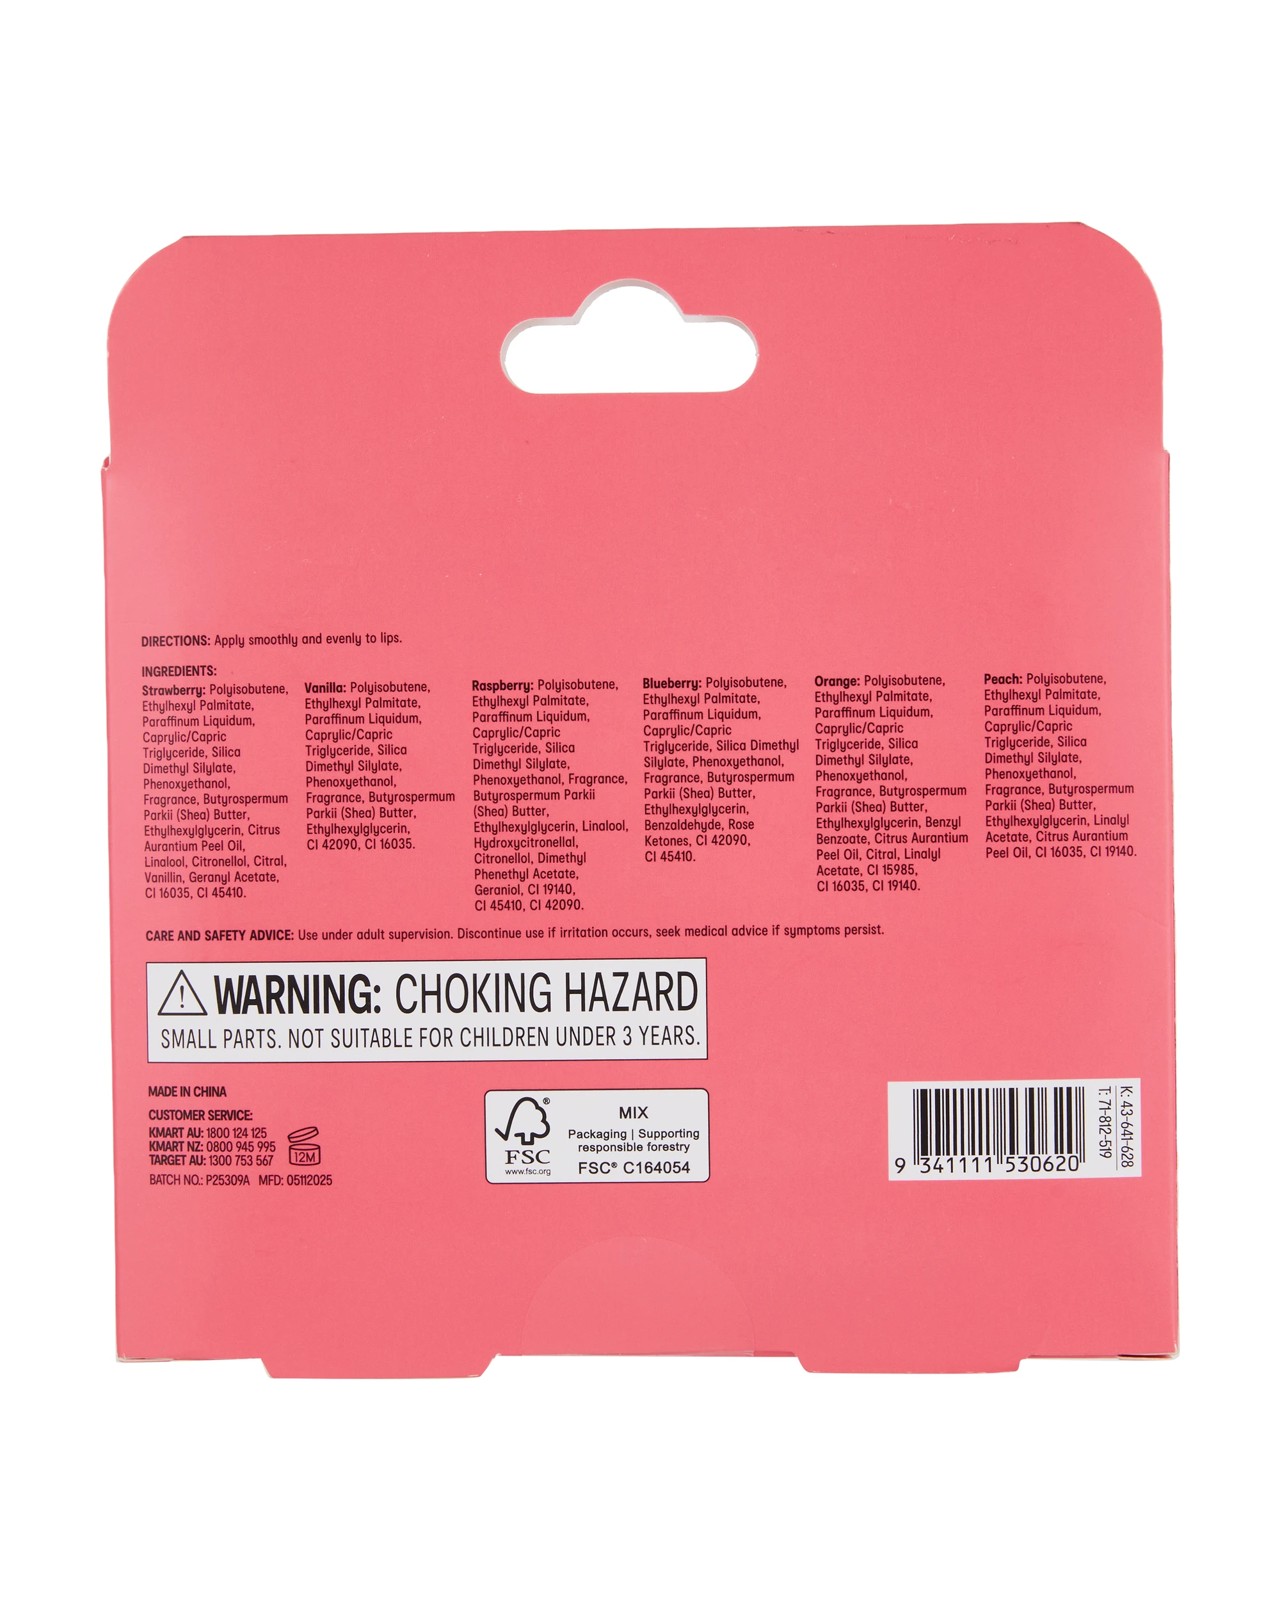 DIRECTIONS: Apply smoothly and evenly to lips.
INGREDIENTS:
Strawberry: Polyisobutene,
Ethylhexyl Palmitate,
Paraffinum Liquidum,
Caprylic/Capric
Triglyceride, Silica
Dimethyl Silylate,
Phenoxyethanol,
Fragrance, Butyrospermum
Parkii (Shea) Butter,
Ethylhexylglycerin, Citrus
Aurantium Peel Oil,
Linalool, Citronellol, Citral,
Vanillin, Geranyl Acetate,
CI 16035, CI 45410.
Vanilla: Polyisobutene,
Ethylhexyl Palmitate,
Paraffinum Liquidum,
Caprylic/Capric
Triglyceride, Silica
Dimethyl Silylate,
Phenoxyethanol,
Fragrance, Butyrospermum
Parkii (Shea) Butter,
Ethylhexylglycerin,
CI 42090, CI 16035.
Raspberry: Polyisobutene,
Ethylhexyl Palmitate,
Paraffinum Liquidum,
Caprylic/Capric
Triglyceride, Silica
Dimethyl Silylate,
Phenoxyethanol, Fragrance,
Butyrospermum Parkii
(Shea) Butter,
Ethylhexylglycerin, Linalool,
Hydroxycitronellal,
Citronellol, Dimethyl
Phenethyl Acetate,
Geraniol, CI 19140,
CI 45410, CI 42090.
Blueberry: Polyisobutene,
Ethylhexyl Palmitate,
Paraffinum Liquidum,
Caprylic/Capric
Triglyceride, Silica Dimethyl
Silylate, Phenoxyethanol,
Fragrance, Butyrospermum
Parkii (Shea) Butter,
Ethylhexylglycerin,
Benzaldehyde, Rose
Ketones, CI 42090,
CI 45410.
Orange: Polyisobutene,
Ethylhexyl Palmitate,
Paraffinum Liquidum,
Caprylic/Capric
Triglyceride, Silica
Dimethyl Silylate,
Phenoxyethanol,
Fragrance, Butyrospermum
Parkii (Shea) Butter,
Ethylhexylglycerin, Benzyl
Benzoate, Citrus Aurantium
Peel Oil, Citral, Linalyl
Acetate, CI 15985,
CI 16035, CI 19140.
Peach: Polyisobutene,
Ethylhexyl Palmitate,
Paraffinum Liquidum,
Caprylic/Capric
Triglyceride, Silica
Dimethyl Silylate,
Phenoxyethanol,
Fragrance, Butyrospermum
Parkii (Shea) Butter,
Ethylhexylglycerin, Linalyl
Acetate, Citrus Aurantium
Peel Oil, CI 16035, CI 19140.
CARE AND SAFETY ADVICE: Use under adult supervision. Discontinue use if irritation occurs, seek medical advice if symptoms persist.
WARNING: CHOKING HAZARD
SMALL PARTS. NOT SUITABLE FOR CHILDREN UNDER 3 YEARS.
MADE IN CHINA
CUSTOMER SERVICE:
KMART AU: 1800 124 125
KMART NZ: 0800 945 995
TARGET AU: 1300 753 567
12M
BATCH NO.: P25309A MFD: 05112025
FSC®
www.fsc.org
MIX
Packaging | Supporting
responsible forestry
FSC® C164054
9 341111 530620
K: 43-641-628
T: 71-812-519